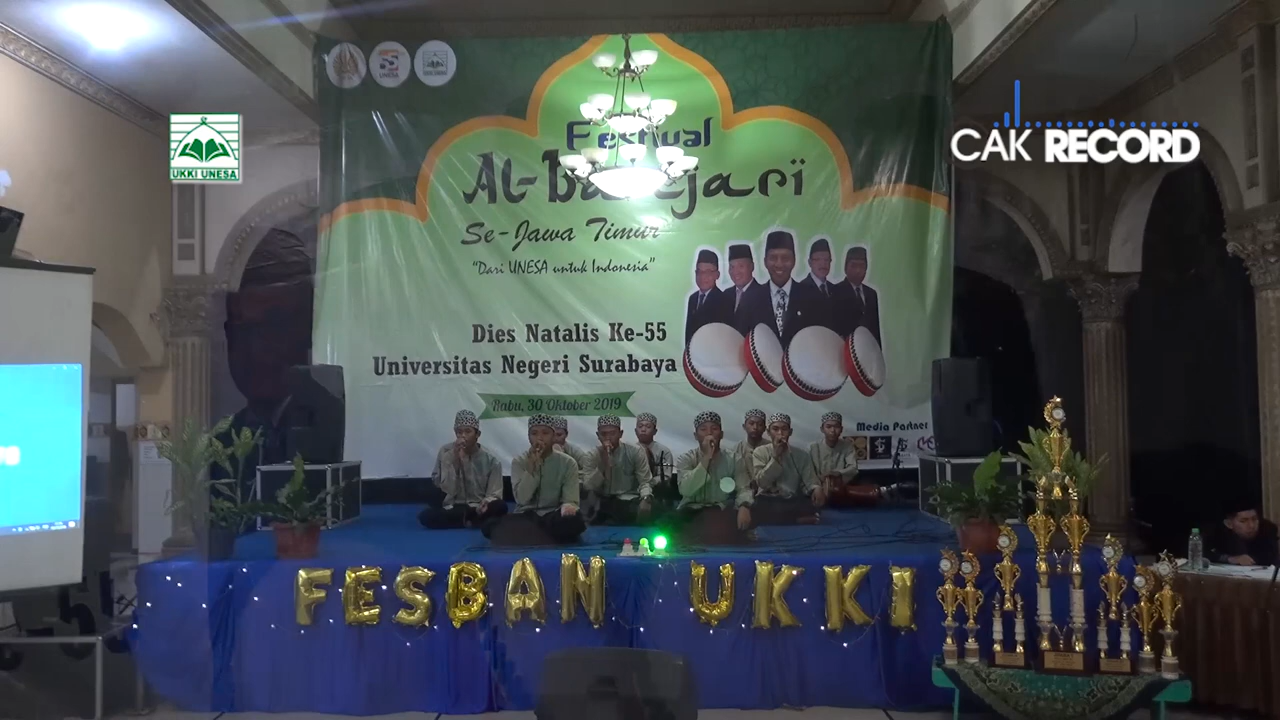 UNESA
UKKI UNESA
CAK RECORD
Festival
Al-banjari
Se-Jawa Timur
"Dari UNESA untuk Indonesia"
Dies Natalis Ke-55
Universitas Negeri Surabaya
Rabu, 30 Oktober 2019
Media Partner
FESBAN UKKI